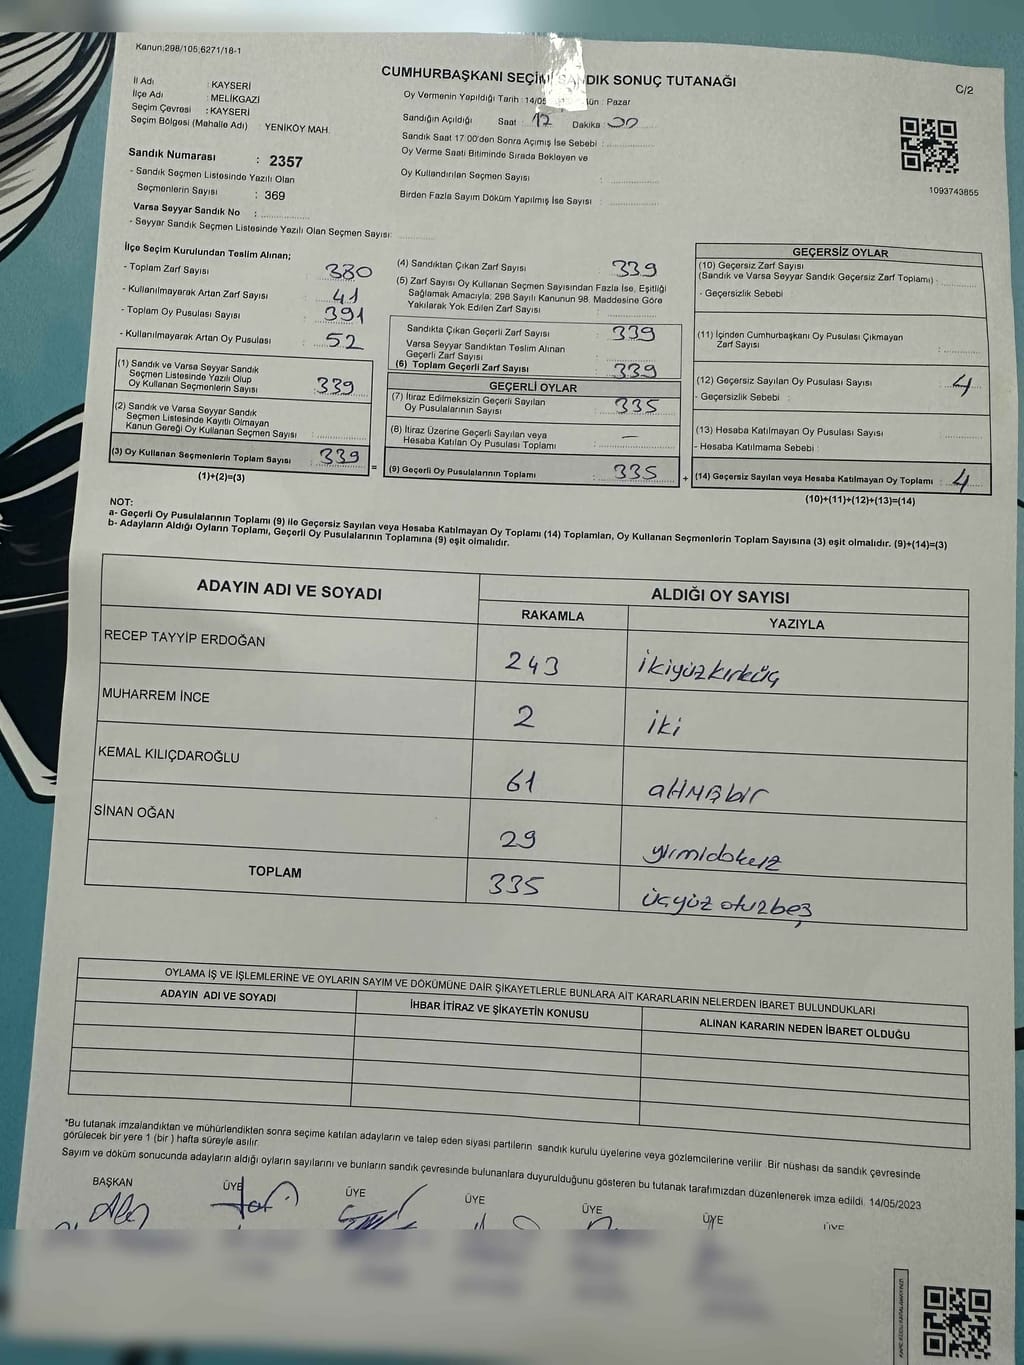 Kanun:298/105;6271/18-1
CUMHURBAŞKANI SEÇİMİ SANDIK SONUÇ TUTANAĞI
C/2
İl Adı : KAYSERİ
İlçe Adı : MELİKGAZİ
Seçim Çevresi : KAYSERİ
Seçim Bölgesi (Mahalle Adı) : YENİKÖY MAH.
Sandık Numarası : 2357
- Sandık Seçmen Listesinde Yazılı Olan
Seçmenlerin Sayısı : 369
Varsa Seyyar Sandık No :
- Seyyar Sandık Seçmen Listesinde Yazılı Olan Seçmen Sayısı:
Oy Vermenin Yapıldığı Tarih : 14/05 Pazar
Sandığın Açıldığı Saat : 17 Dakika : 00
Sandık Saat 17:00'den Sonra Açımış İse Sebebi :
Oy Verme Saati Bitiminde Sırada Bekleyen ve
Oy Kullandırılan Seçmen Sayısı :
Birden Fazla Sayım Döküm Yapılmış İse Sayısı :
1093743855
İlçe Seçim Kurulundan Teslim Alınan;
- Toplam Zarf Sayısı : 380
- Kullanılmayarak Artan Zarf Sayısı : 41
- Toplam Oy Pusulası Sayısı : 391
- Kullanılmayarak Artan Oy Pusulası : 52
(1) Sandık ve Varsa Seyyar Sandık
Seçmen Listesinde Yazılı Olup
Oy Kullanan Seçmenlerin Sayısı : 339
(2) Sandık ve Varsa Seyyar Sandık
Seçmen Listesinde Kayıtlı Olmayan
Kanun Gereği Oy Kullanan Seçmen Sayısı :
(3) Oy Kullanan Seçmenlerin Toplam Sayısı : 339
(1)+(2)=(3)
=
(4) Sandıktan Çıkan Zarf Sayısı : 339
(5) Zarf Sayısı Oy Kullanan Seçmen Sayısından Fazla İse, Eşitliği
Sağlamak Amacıyla; 298 Sayılı Kanunun 98. Maddesine Göre
Yakılarak Yok Edilen Zarf Sayısı :
Sandıkta Çıkan Geçerli Zarf Sayısı : 339
Varsa Seyyar Sandıktan Teslim Alınan
Geçerli Zarf Sayısı :
(6) Toplam Geçerli Zarf Sayısı : 339
GEÇERLİ OYLAR
(7) İtiraz Edilmeksizin Geçerli Sayılan
Oy Pusulalarının Sayısı : 335
(8) İtiraz Üzerine Geçerli Sayılan veya
Hesaba Katılan Oy Pusulası Toplamı : —
(9) Geçerli Oy Pusulalarının Toplamı : 335
+
GEÇERSİZ OYLAR
(10) Geçersiz Zarf Sayısı
(Sandık ve Varsa Seyyar Sandık Geçersiz Zarf Toplamı) :
- Geçersizlik Sebebi :
(11) İçinden Cumhurbaşkanı Oy Pusulası Çıkmayan
Zarf Sayısı :
(12) Geçersiz Sayılan Oy Pusulası Sayısı : 4
- Geçersizlik Sebebi :
(13) Hesaba Katılmayan Oy Pusulası Sayısı :
- Hesaba Katılmama Sebebi :
(14) Geçersiz Sayılan veya Hesaba Katılmayan Oy Toplamı : 4
(10)+(11)+(12)+(13)=(14)
NOT:
a- Geçerli Oy Pusulalarının Toplamı (9) ile Geçersiz Sayılan veya Hesaba Katılmayan Oy Toplamı (14) Toplamları, Oy Kullanan Seçmenlerin Toplam Sayısına (3) eşit olmalıdır. (9)+(14)=(3)
b- Adayların Aldığı Oyların Toplamı, Geçerli Oy Pusulalarının Toplamına (9) eşit olmalıdır.
ADAYIN ADI VE SOYADI ALDIĞI OY SAYISI
RAKAMLA YAZIYLA
RECEP TAYYİP ERDOĞAN 243 ikiyüzkırküç
MUHARREM İNCE 2 iki
KEMAL KILIÇDAROĞLU 61 altmışbir
SİNAN OĞAN 29 yirmidokuz
TOPLAM 335 üçyüz otuzbeş
OYLAMA İŞ VE İŞLEMLERİNE VE OYLARIN SAYIM VE DÖKÜMÜNE DAİR ŞİKAYETLERLE BUNLARA AİT KARARLARIN NELERDEN İBARET BULUNDUKLARI
ADAYIN ADI VE SOYADI İHBAR İTİRAZ VE ŞİKAYETİN KONUSU ALINAN KARARIN NEDEN İBARET OLDUĞU
*Bu tutanak imzalandıktan ve mühürlendikten sonra seçime katılan adayların ve talep eden siyasi partilerin sandık kurulu üyelerine veya gözlemcilerine verilir. Bir nüshası da sandık çevresinde
görülecek bir yere 1 (bir ) hafta süreyle asılır.
Sayım ve döküm sonucunda adayların aldığı oyların sayılarını ve bunların sandık çevresinde bulunanlara duyurulduğunu gösteren bu tutanak tarafımızdan düzenlenerek imza edildi. 14/05/2023
BAŞKAN ÜYE ÜYE ÜYE ÜYE ÜYE ÜYE